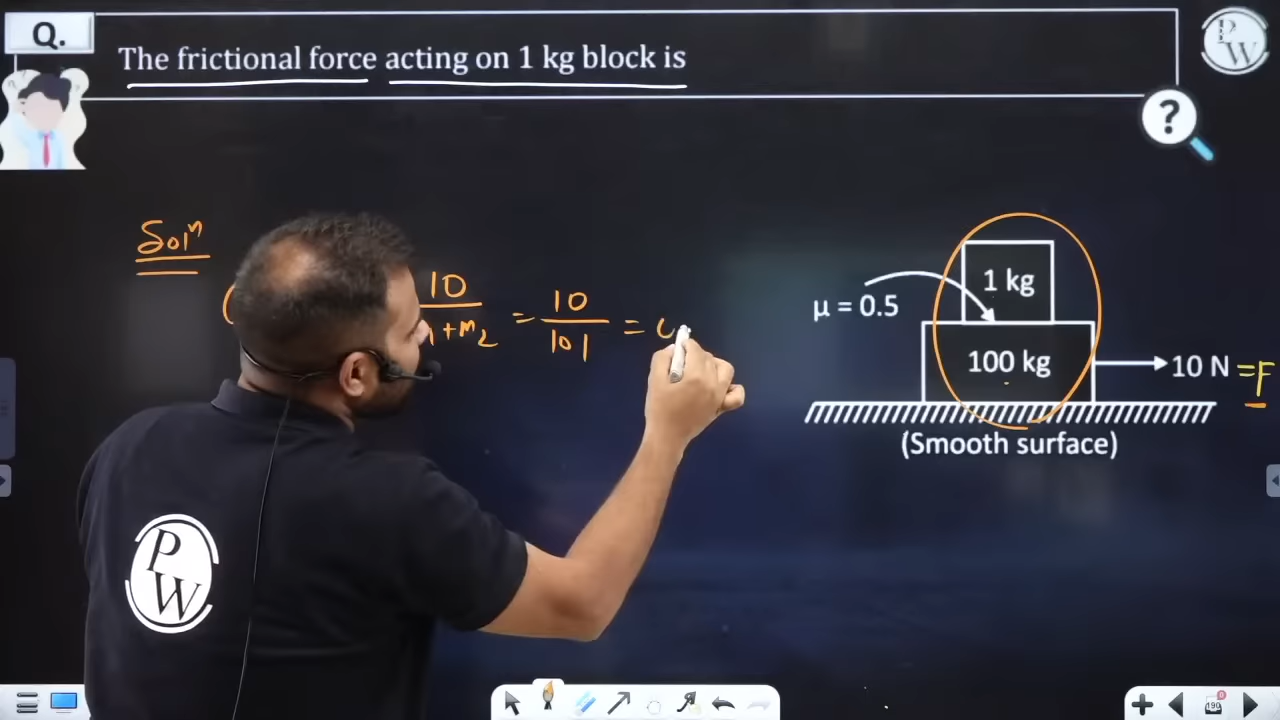 Q.
The frictional force acting on 1 kg block is
P
W
?
Solⁿ
10
+m₂
= 10
101
=
1 kg
μ = 0.5
100 kg
10 N = F
(Smooth surface)
P
W